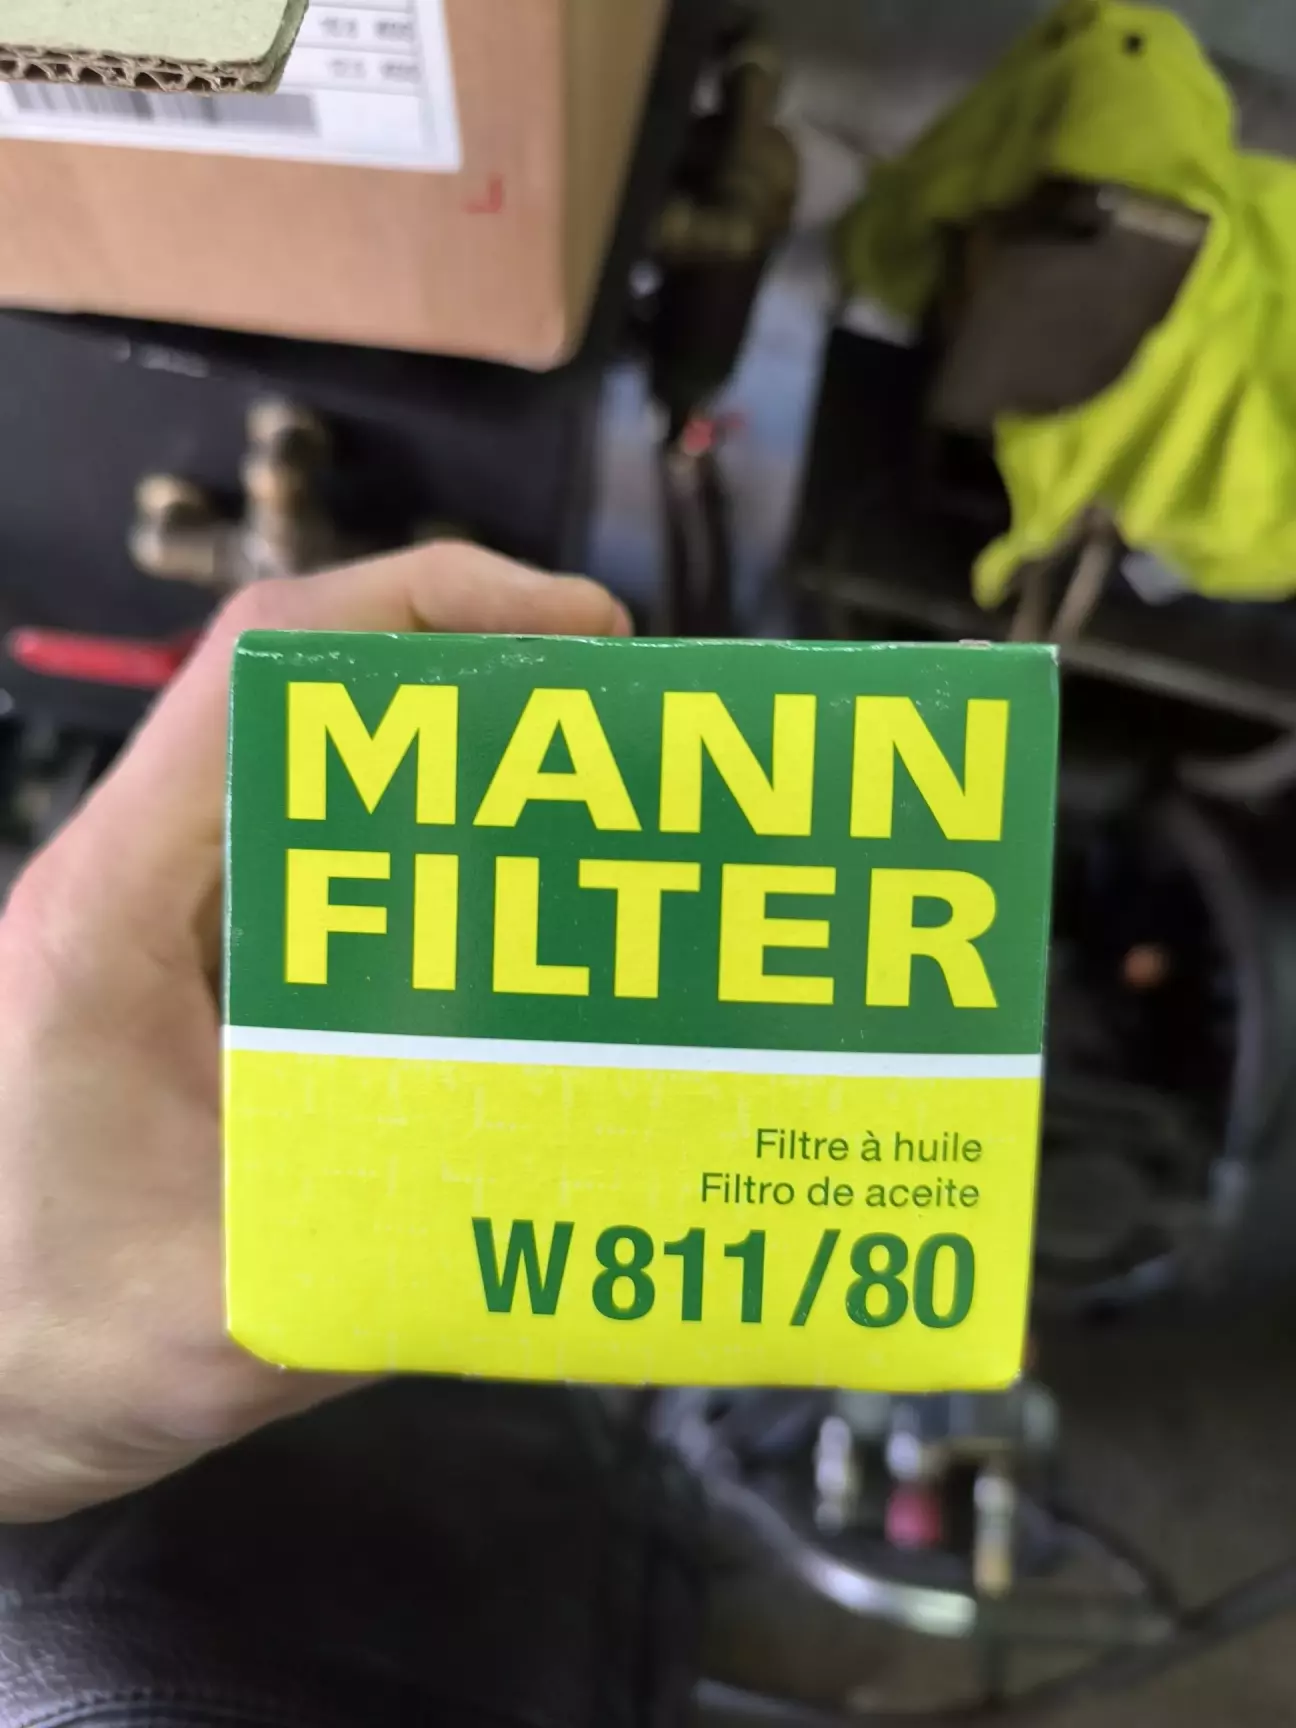 MANN
FILTER
Filtre à huile
Filtro de aceite
W 811/80